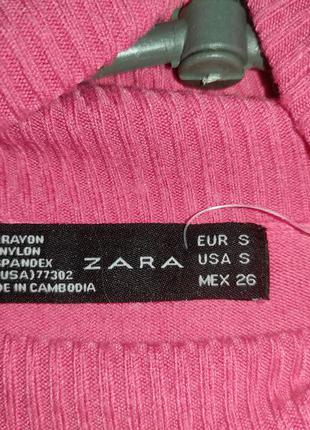 RAYON
NYLON
SPANDEX
(USA)77302
DE IN CAMBODIA
ZARA
EUR S
USA S
MEX 26